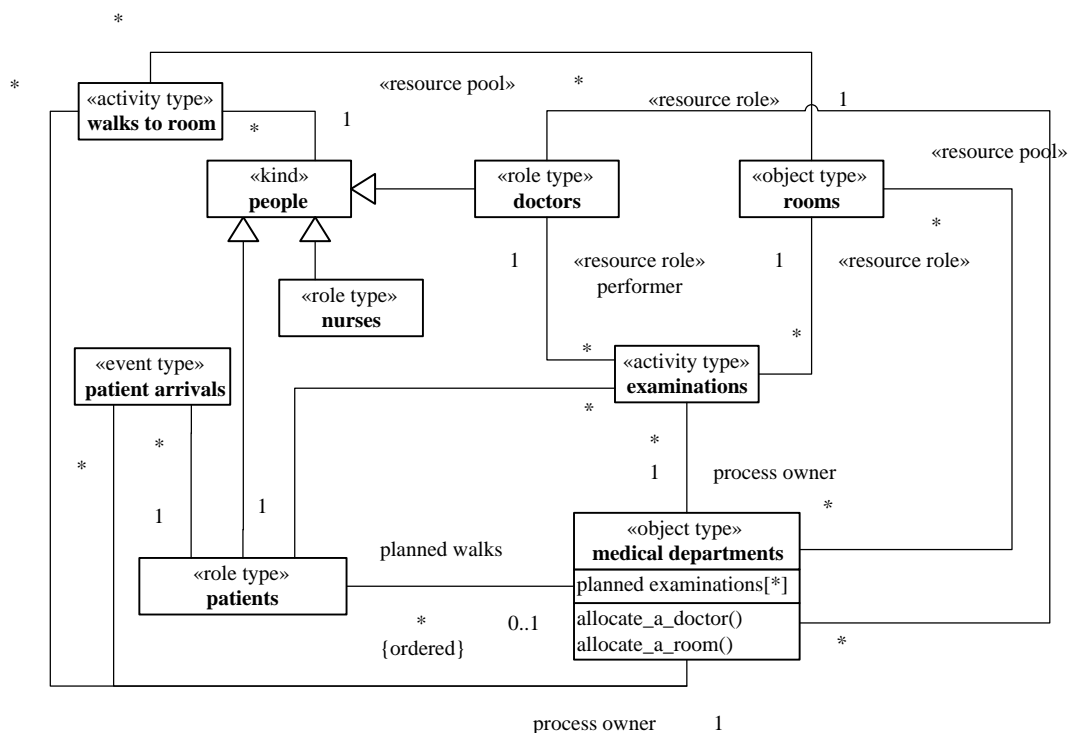 *
*
«resource pool»
*
«activity type»
walks to room
*
1
«resource role»
1
«resource pool»
«kind»
people
«role type»
doctors
«object type»
rooms
*
1
«resource role»
performer
1
«resource role»
«role type»
nurses
*
*
«event type»
patient arrivals
«activity type»
examinations
*
*
*
*
1
process owner
1
1
*
«object type»
medical departments
planned examinations[*]
allocate_a_doctor()
allocate_a_room()
planned walks
«role type»
patients
*
{ordered}
0..1
*
process owner
1